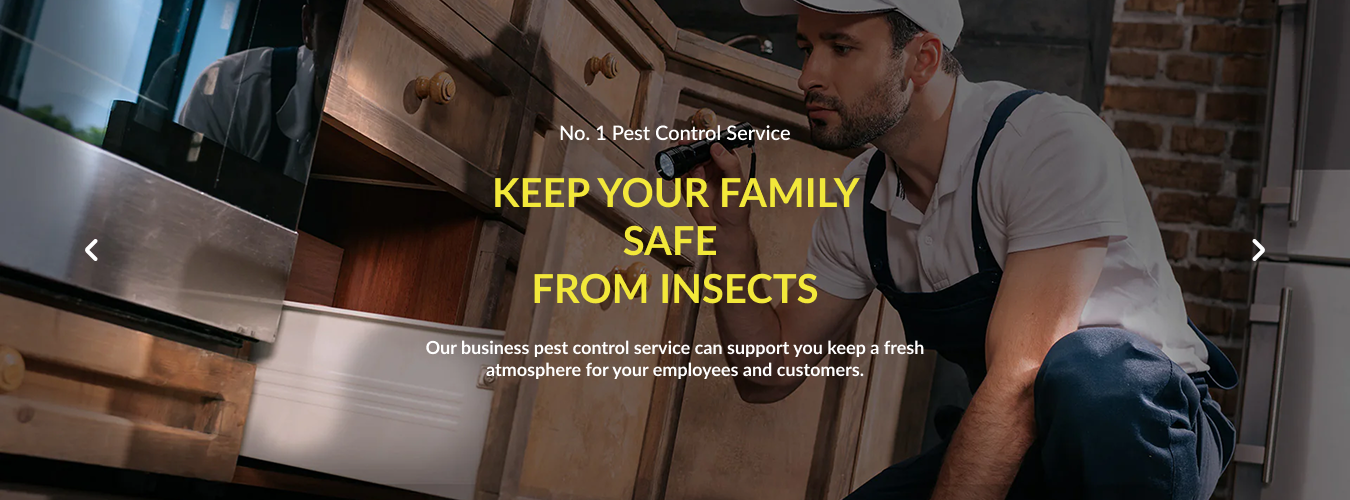 No. 1 Pest Control Service
KEEP YOUR FAMILY
SAFE
FROM INSECTS
Our business pest control service can support you keep a fresh
atmosphere for your employees and customers.